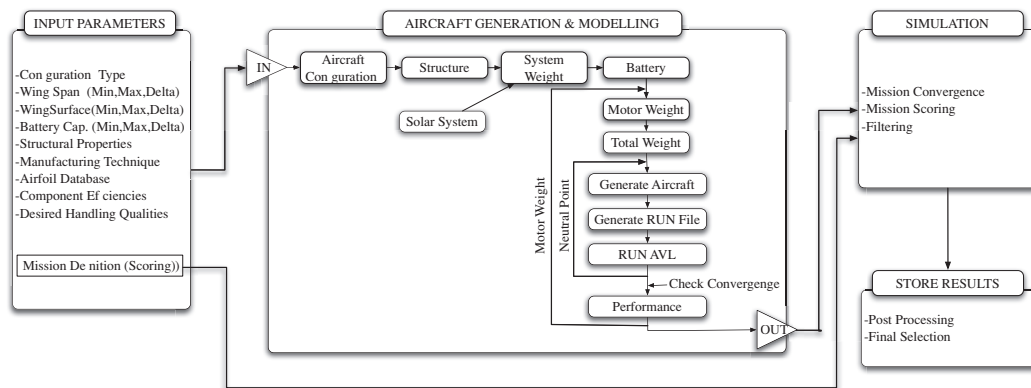 INPUT PARAMETERS
-Con guration Type
-Wing Span (Min,Max,Delta)
-WingSurface(Min,Max,Delta)
-Battery Cap. (Min,Max,Delta)
-Structural Properties
-Manufacturing Technique
-Airfoil Database
-Component Ef ciencies
-Desired Handling Qualities
Mission De nition (Scoring))
AIRCRAFT GENERATION & MODELLING
IN
Aircraft
Con guration
Structure
System
Weight
Battery
Solar System
Motor Weight
Total Weight
Generate Aircraft
Generate RUN File
RUN AVL
Check Convergenge
Performance
Motor Weight
Neutral Point
OUT
SIMULATION
-Mission Convergence
-Mission Scoring
-Filtering
STORE RESULTS
-Post Processing
-Final Selection